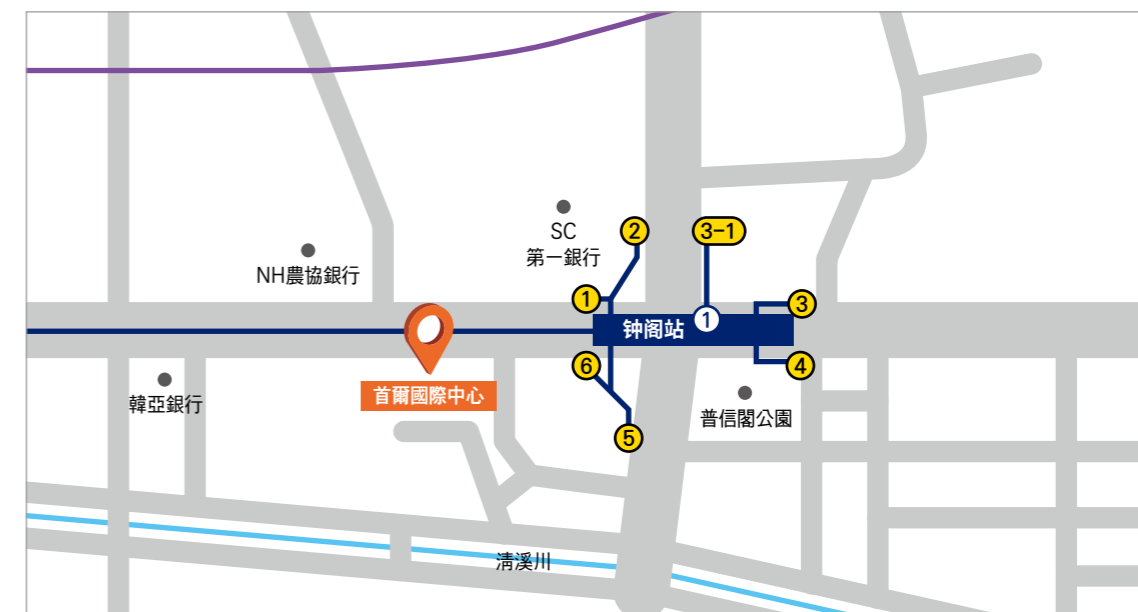 SC
第一銀行
2
3-1
NH農協銀行
1
钟阁站
1
3
6
4
韓亞銀行
首爾國際中心
普信閣公園
5
淸溪川